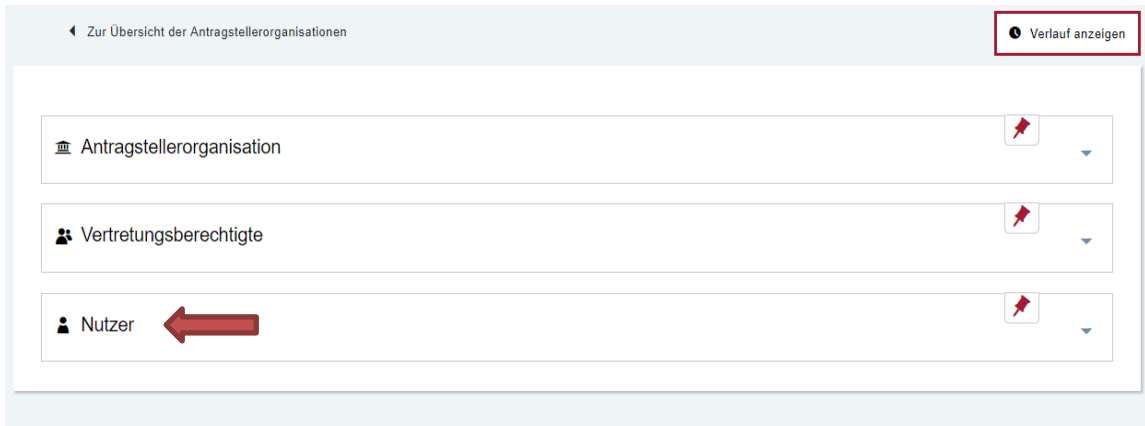 Zur Übersicht der Antragstellerorganisationen
Verlauf anzeigen
Antragstellerorganisation
Vertretungsberechtigte
Nutzer